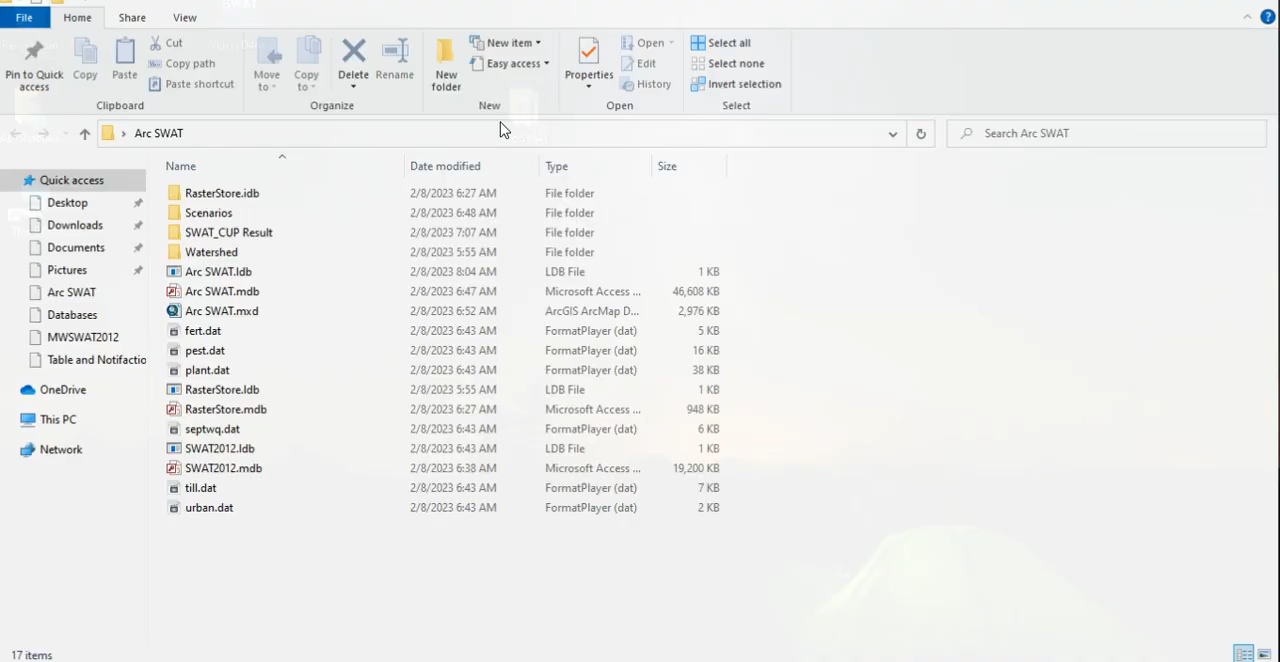 File Home Share View
Pin to Quick access
Copy
Paste
Cut
Copy path
Paste shortcut
Clipboard
Move to
Copy to
Delete
Rename
Organize
New folder
New item
Easy access
New
Properties
Open
Edit
History
Open
Select all
Select none
Invert selection
Select
Arc SWAT
Search Arc SWAT
Quick access
Desktop
Downloads
Documents
Pictures
Arc SWAT
Databases
MWSWAT2012
Table and Notifactio
OneDrive
This PC
Network
Name Date modified Type Size
RasterStore.idb 2/8/2023 6:27 AM File folder
Scenarios 2/8/2023 6:48 AM File folder
SWAT_CUP Result 2/8/2023 7:07 AM File folder
Watershed 2/8/2023 5:55 AM File folder
Arc SWAT.ldb 2/8/2023 8:04 AM LDB File 1 KB
Arc SWAT.mdb 2/8/2023 6:47 AM Microsoft Access ... 46,608 KB
Arc SWAT.mxd 2/8/2023 6:52 AM ArcGIS ArcMap D... 2,976 KB
fert.dat 2/8/2023 6:43 AM FormatPlayer (dat) 5 KB
pest.dat 2/8/2023 6:43 AM FormatPlayer (dat) 16 KB
plant.dat 2/8/2023 6:43 AM FormatPlayer (dat) 38 KB
RasterStore.ldb 2/8/2023 5:55 AM LDB File 1 KB
RasterStore.mdb 2/8/2023 6:27 AM Microsoft Access ... 948 KB
septwq.dat 2/8/2023 6:43 AM FormatPlayer (dat) 6 KB
SWAT2012.ldb 2/8/2023 6:43 AM LDB File 1 KB
SWAT2012.mdb 2/8/2023 6:38 AM Microsoft Access ... 19,200 KB
till.dat 2/8/2023 6:43 AM FormatPlayer (dat) 7 KB
urban.dat 2/8/2023 6:43 AM FormatPlayer (dat) 2 KB
17 items